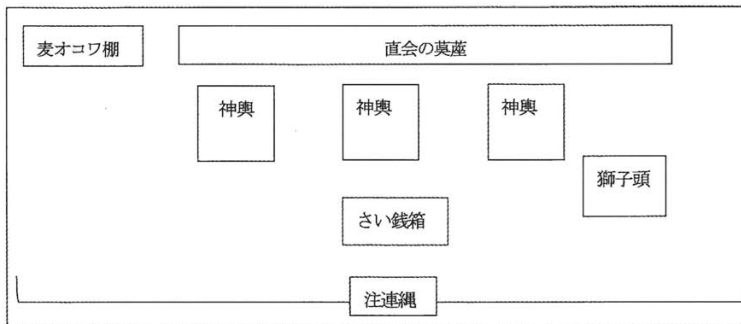 麦オコワ棚
直会の茣蓙
神輿
神輿
神輿
獅子頭
さい銭箱
注連縄